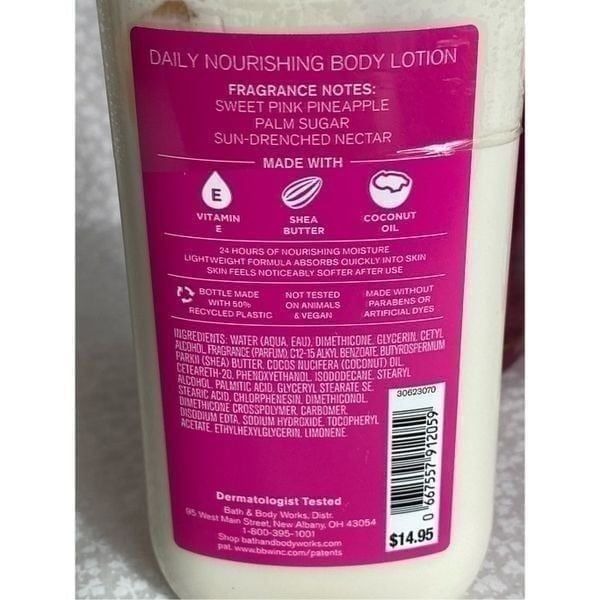 DAILY NOURISHING BODY LOTION
FRAGRANCE NOTES:
SWEET PINK PINEAPPLE
PALM SUGAR
SUN-DRENCHED NECTAR
MADE WITH
E
VITAMIN
E
SHEA
BUTTER
COCONUT
OIL
24 HOURS OF NOURISHING MOISTURE
LIGHTWEIGHT FORMULA ABSORBS QUICKLY INTO SKIN
SKIN FEELS NOTICEABLY SOFTER AFTER USE
BOTTLE MADE
WITH 50%
RECYCLED PLASTIC
NOT TESTED
ON ANIMALS
& VEGAN
MADE WITHOUT
PARABENS OR
ARTIFICIAL DYES
INGREDIENTS: WATER (AQUA, EAU), DIMETHICONE, GLYCERIN, CETYL
ALCOHOL, FRAGRANCE (PARFUM), C12-15 ALKYL BENZOATE, BUTYROSPERMUM
PARKII (SHEA) BUTTER, COCOS NUCIFERA (COCONUT) OIL,
CETEARETH-20, PHENOXYETHANOL, ISODODECANE, STEARYL
ALCOHOL, PALMITIC ACID, GLYCERYL STEARATE SE,
STEARIC ACID, CHLORPHENESIN, DIMETHICONOL,
DIMETHICONE CROSSPOLYMER, CARBOMER,
DISODIUM EDTA, SODIUM HYDROXIDE, TOCOPHERYL
ACETATE, ETHYLHEXYLGLYCERIN, LIMONENE.
30623070
0 667557 912059
$14.95
Dermatologist Tested
Bath & Body Works, Distr.
95 West Main Street, New Albany, OH 43054
1-800-395-1001
Shop bathandbodyworks.com
pat. www.bbwinc.com/patents